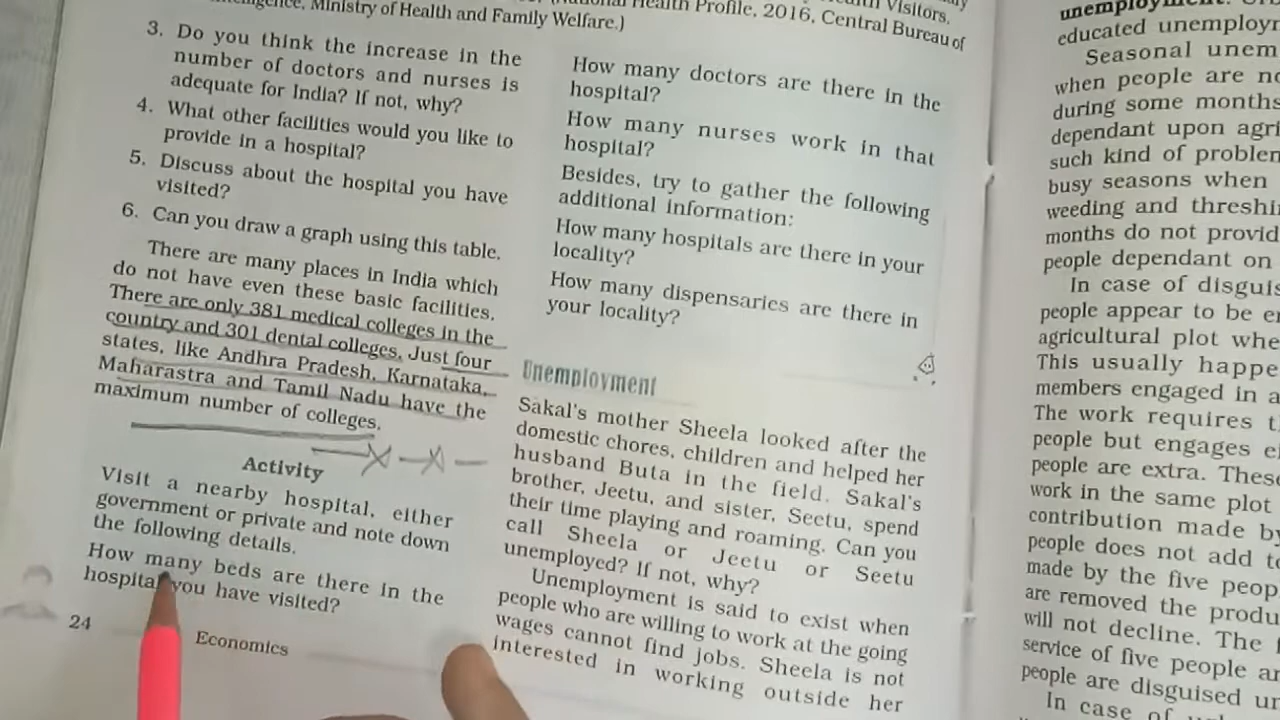 Intelligence, Ministry of Health and Family Welfare.)
Health Profile, 2016, Central Bureau of
Health Visitors,
3. Do you think the increase in the
number of doctors and nurses is
adequate for India? If not, why?
4. What other facilities would you like to
provide in a hospital?
5. Discuss about the hospital you have
visited?
6. Can you draw a graph using this table.
There are many places in India which
do not have even these basic facilities.
There are only 381 medical colleges in the
country and 301 dental colleges. Just four
states, like Andhra Pradesh, Karnataka,
Maharastra and Tamil Nadu have the
maximum number of colleges.
Activity
Visit a nearby hospital, either
government or private and note down
the following details.
How many beds are there in the
hospital you have visited?
24
Economics
How many doctors are there in the
hospital?
How many nurses work in that
hospital?
Besides, try to gather the following
additional information:
How many hospitals are there in your
locality?
How many dispensaries are there in
your locality?
Unemployment
Sakal's mother Sheela looked after the
domestic chores, children and helped her
husband Buta in the field. Sakal's
brother, Jeetu, and sister, Seetu, spend
their time playing and roaming. Can you
call Sheela or Jeetu or Seetu
unemployed? If not, why?
Unemployment is said to exist when
people who are willing to work at the going
wages cannot find jobs. Sheela is not
interested in working outside her
unemployment.
educated unemploy
Seasonal unem
when people are no
during some months
dependant upon agri
such kind of problem
busy seasons when
weeding and threshi
months do not provid
people dependant on
In case of disguis
people appear to be e
agricultural plot whe
This usually happe
members engaged in a
The work requires t
people but engages e
people are extra. These
work in the same plot
contribution made by
people does not add to
made by the five peop
are removed the produ
will not decline. The
service of five people a
people are disguised u
In case of